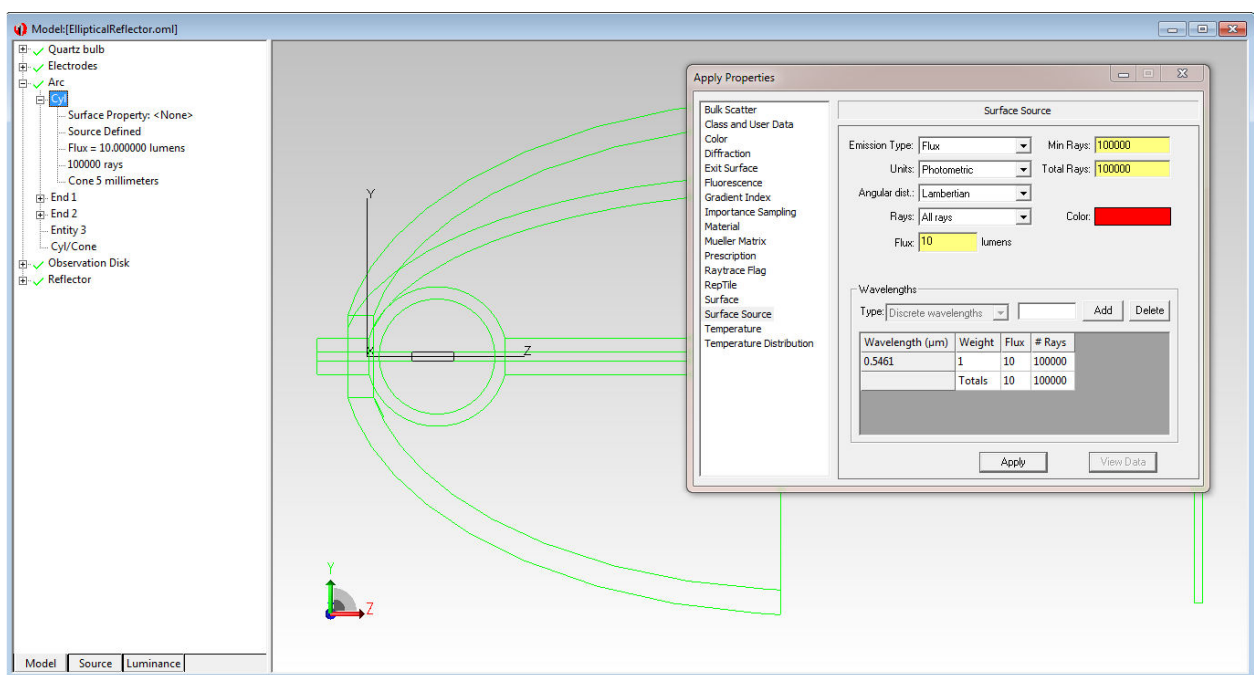 Model:[EllipticalReflector.oml]
Quartz bulb
Electrodes
Arc
Cyl
Surface Property: <None>
Source Defined
Flux = 10.000000 lumens
100000 rays
Cone 5 millimeters
End 1
End 2
Entity 3
Cyl/Cone
Observation Disk
Reflector
Model Source Luminance
Y
X Z
Y
Z
Apply Properties
Bulk Scatter
Class and User Data
Color
Diffraction
Exit Surface
Fluorescence
Gradient Index
Importance Sampling
Material
Mueller Matrix
Prescription
Raytrace Flag
RepTile
Surface
Surface Source
Temperature
Temperature Distribution
Surface Source
Emission Type: Flux Min Rays: 100000
Units: Photometric Total Rays: 100000
Angular dist.: Lambertian
Rays: All rays Color:
Flux: 10 lumens
Wavelengths
Type: Discrete wavelengths Add Delete
Wavelength (µm) Weight Flux # Rays
0.5461 1 10 100000
Totals 10 100000
Apply View Data